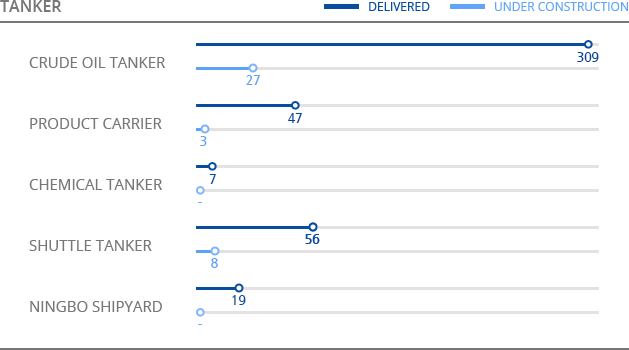 TANKER
DELIVERED
UNDER CONSTRUCTION
CRUDE OIL TANKER
309
27
PRODUCT CARRIER
47
3
CHEMICAL TANKER
7
-
SHUTTLE TANKER
56
8
NINGBO SHIPYARD
19
-